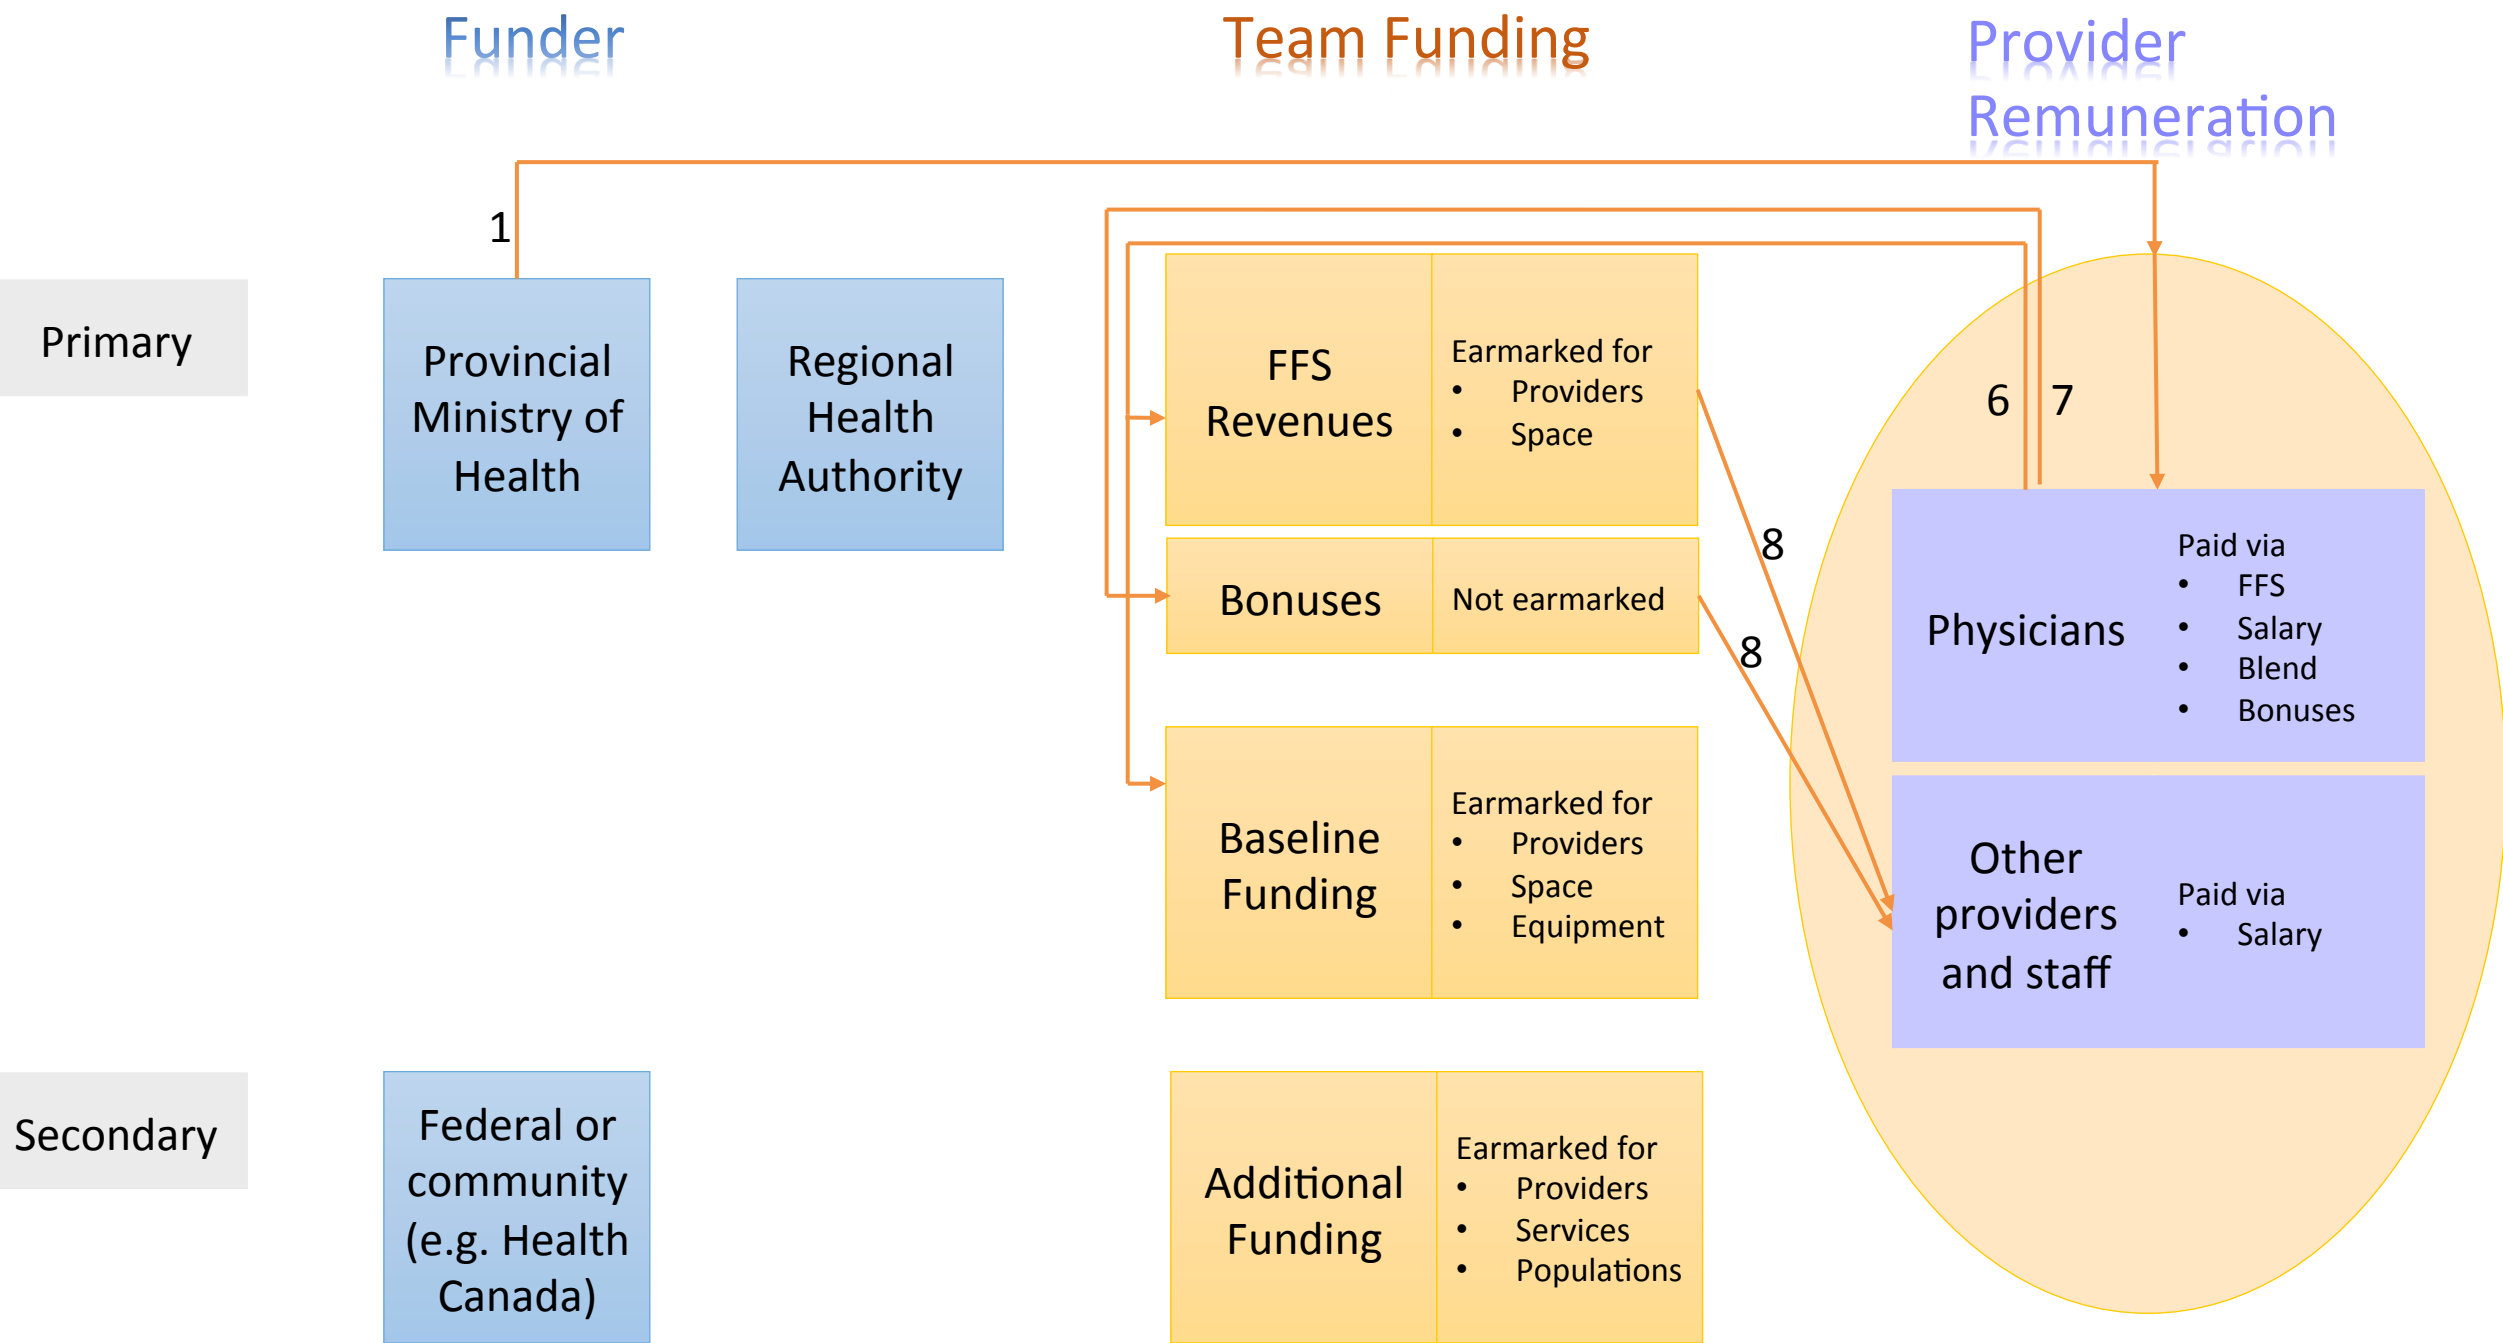 Funder
Team Funding
Provider
Remuneration
1
Primary
Provincial
Ministry of
Health
Regional
Health
Authority
FFS
Revenues
Earmarked for
• Providers
• Space
6
7
8
Bonuses
Not earmarked
8
Physicians
Paid via
• FFS
• Salary
• Blend
• Bonuses
Baseline
Funding
Earmarked for
• Providers
• Space
• Equipment
Other
providers
and staff
Paid via
• Salary
Secondary
Federal or
community
(e.g. Health
Canada)
Additional
Funding
Earmarked for
• Providers
• Services
• Populations